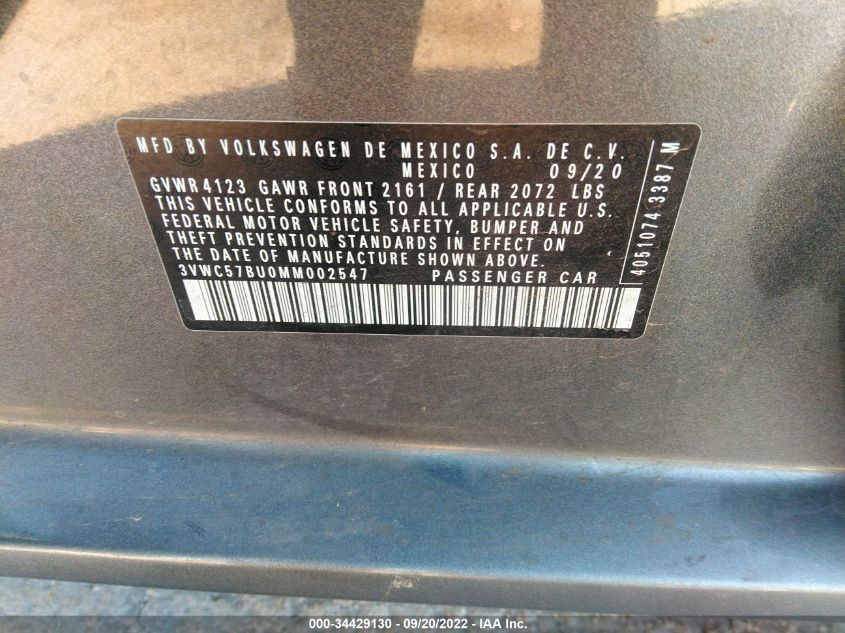 MFD BY VOLKSWAGEN DE MEXICO S.A. DE C.V.
MEXICO 09/20
GVWR 4123 GAWR FRONT 2161 / REAR 2072 LBS
THIS VEHICLE CONFORMS TO ALL APPLICABLE U.S.
FEDERAL MOTOR VEHICLE SAFETY, BUMPER AND
THEFT PREVENTION STANDARDS IN EFFECT ON
THE DATE OF MANUFACTURE SHOWN ABOVE.
3VWC57BU0MM002547 PASSENGER CAR
4051074 3387 M
000-34429130 - 09/20/2022 - IAA Inc.